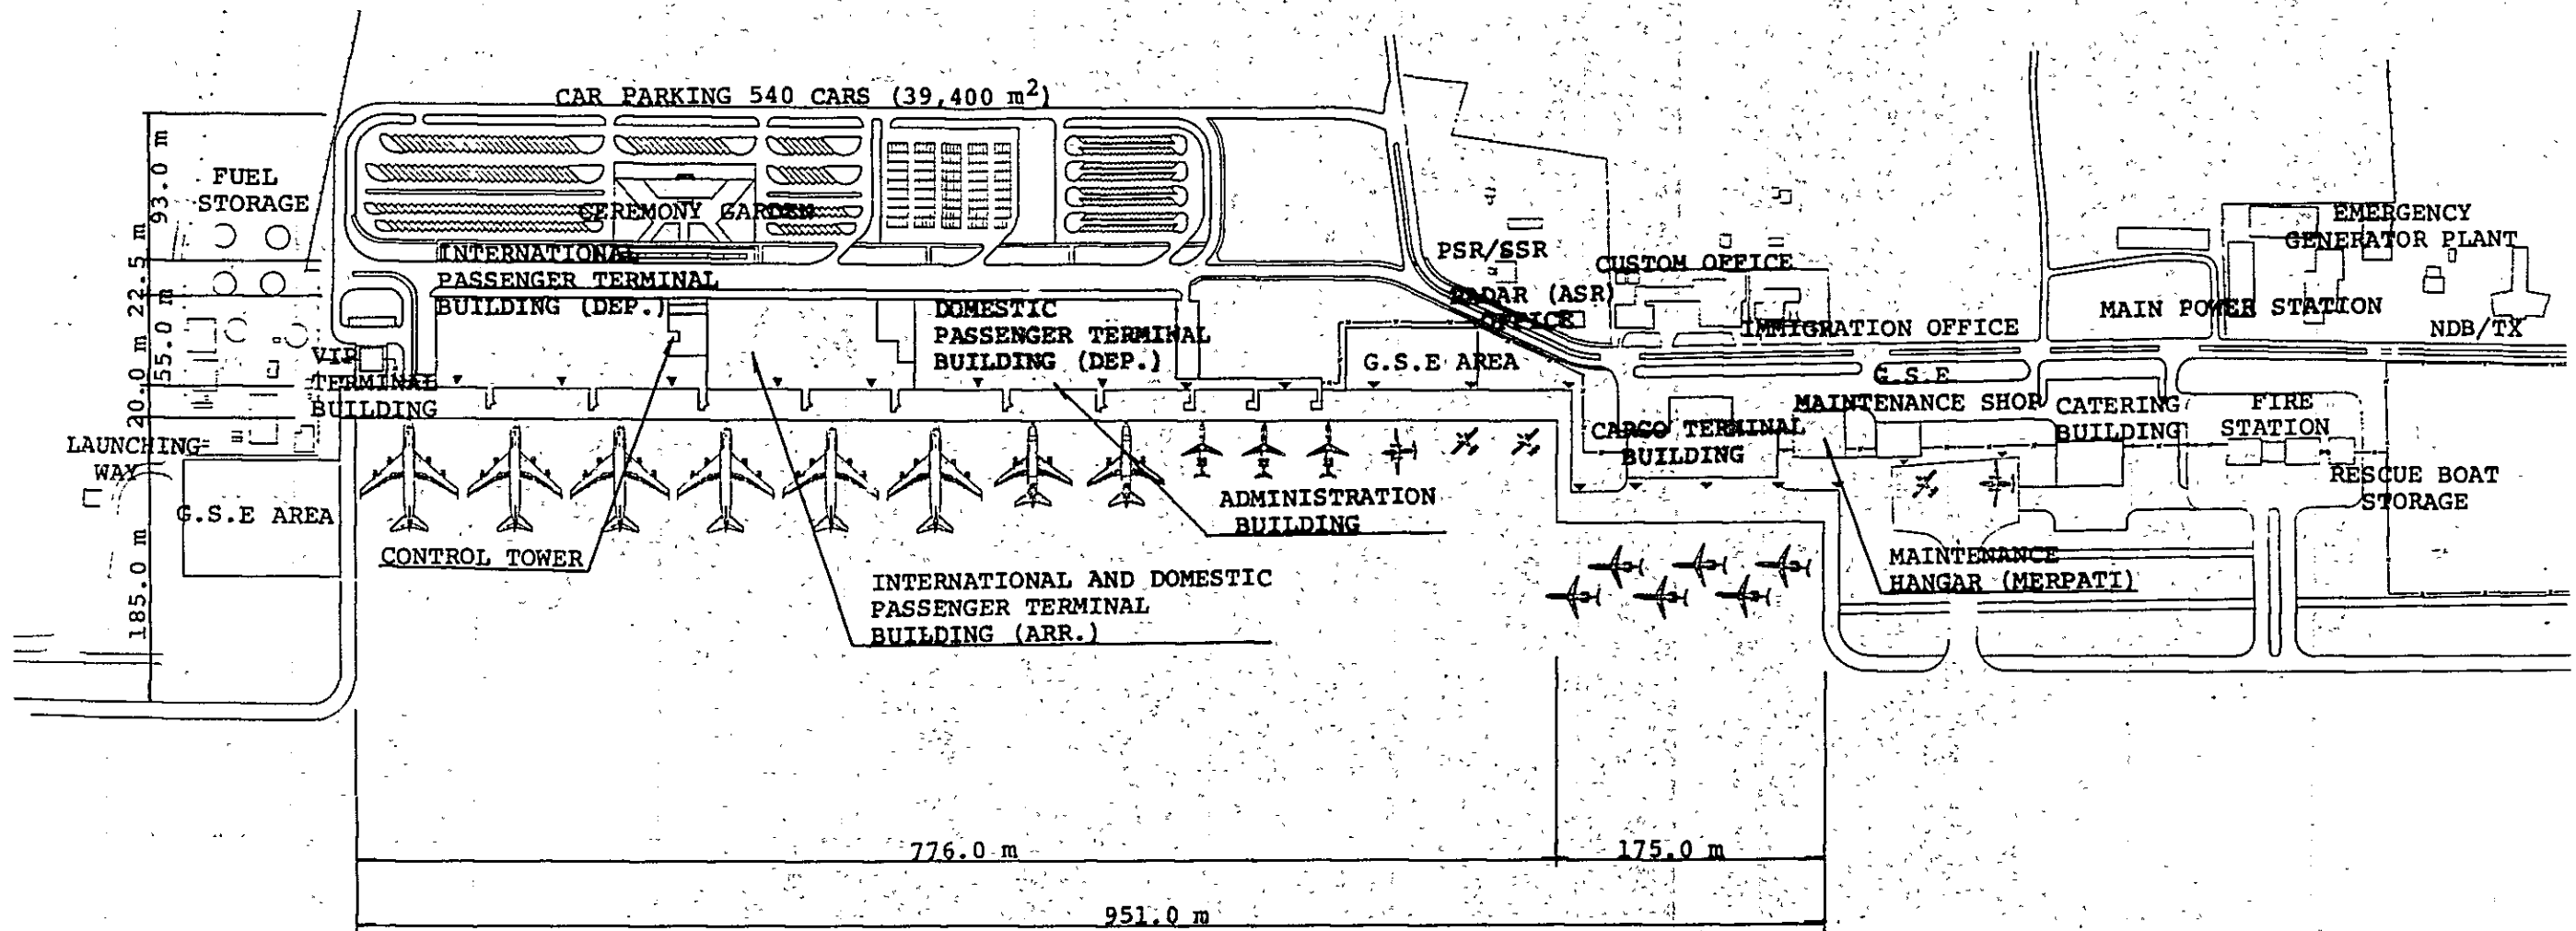 CAR PARKING 540 CARS (39,400 m²)
93.0 m
22.5 m
55.0 m
20.0 m
185.0 m
FUEL
STORAGE
CEREMONY GARDEN
INTERNATIONAL
PASSENGER TERMINAL
BUILDING (DEP.)
DOMESTIC
PASSENGER TERMINAL
BUILDING (DEP.)
VIP
TERMINAL
BUILDING
LAUNCHING
WAY
G.S.E AREA
CONTROL TOWER
INTERNATIONAL AND DOMESTIC
PASSENGER TERMINAL
BUILDING (ARR.)
ADMINISTRATION
BUILDING
G.S.E AREA
PSR/SSR
RADAR (ASR)
OFFICE
CUSTOM OFFICE
IMMIGRATION OFFICE
G.S.E
MAINTENANCE SHOP
CARGO TERMINAL
BUILDING
CATERING
BUILDING
FIRE
STATION
RESCUE BOAT
STORAGE
MAINTENANCE
HANGAR (MERPATI)
EMERGENCY
GENERATOR PLANT
MAIN POWER STATION
NDB/TX
776.0 m
175.0 m
951.0 m